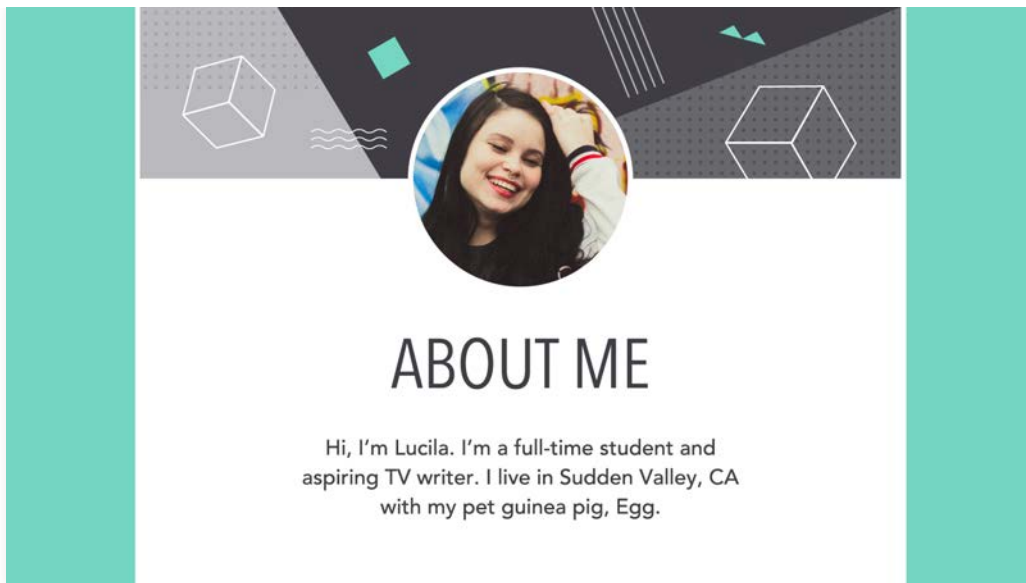 ABOUT ME
Hi, I’m Lucila. I’m a full-time student and
aspiring TV writer. I live in Sudden Valley, CA
with my pet guinea pig, Egg.